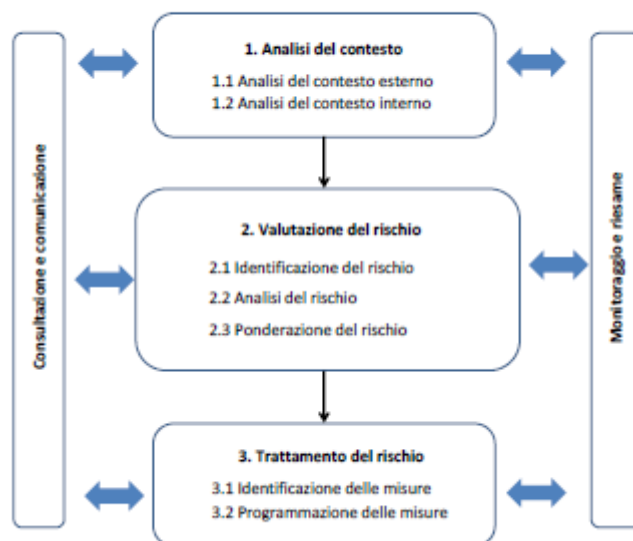 Consultazione e comunicazione
1. Analisi del contesto
1.1 Analisi del contesto esterno
1.2 Analisi del contesto interno
2. Valutazione del rischio
2.1 Identificazione del rischio
2.2 Analisi del rischio
2.3 Ponderazione del rischio
3. Trattamento del rischio
3.1 Identificazione delle misure
3.2 Programmazione delle misure
Monitoraggio e riesame